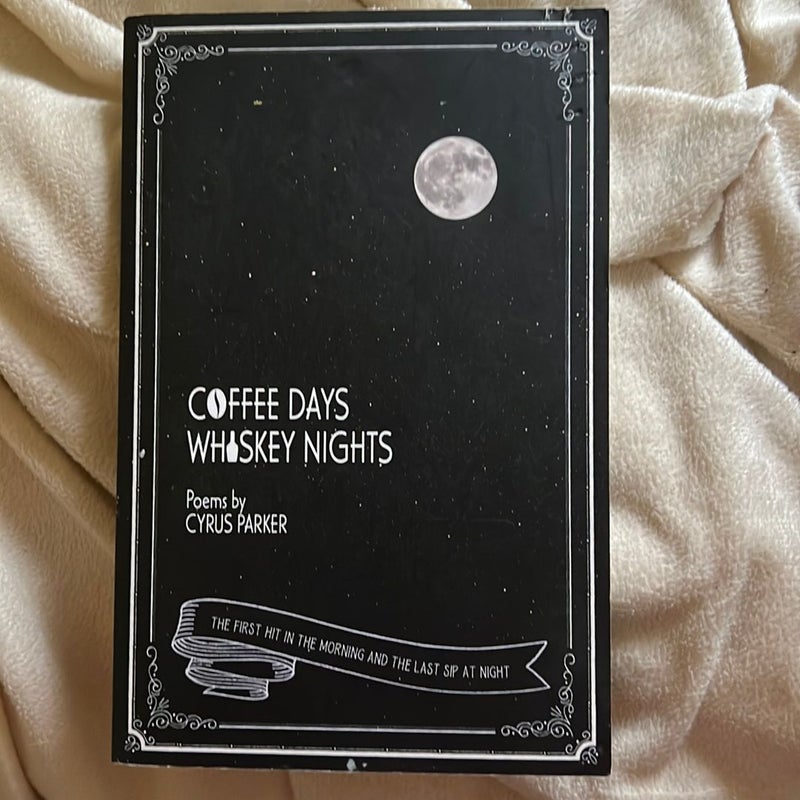 COFFEE DAYS
WHISKEY NIGHTS
Poems by
CYRUS PARKER
THE FIRST HIT IN THE MORNING AND THE LAST SIP AT NIGHT